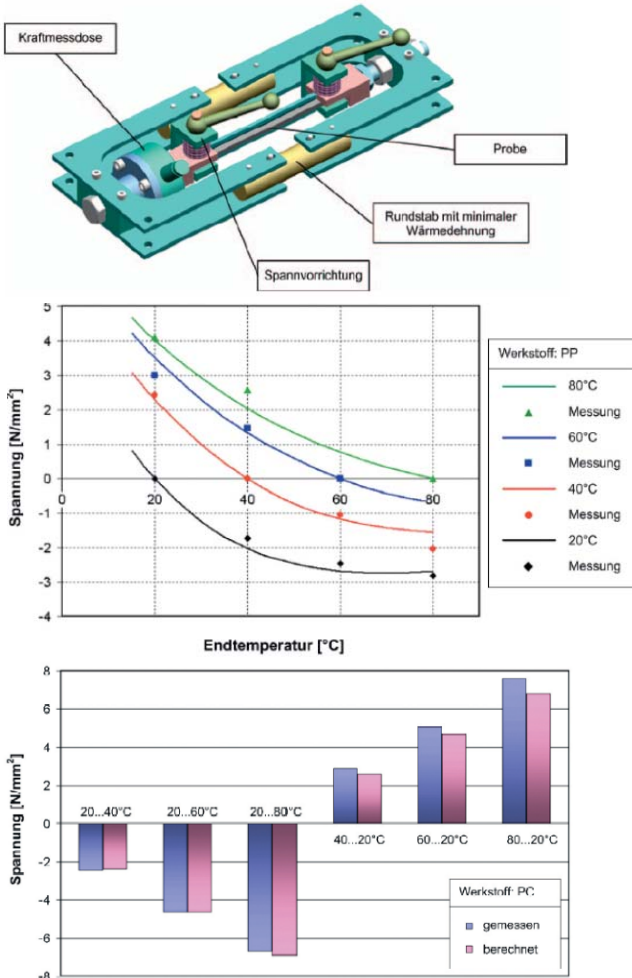 Kraftmessdose
Probe
Rundstab mit minimaler
Wärmedehnung
Spannvorrichtung
5
4
3
2
1
0
-1
-2
-3
-4
0
20
40
60
80
Spannung [N/mm²]
Endtemperatur [°C]
Werkstoff: PP
80°C
Messung
60°C
Messung
40°C
Messung
20°C
Messung
8
6
4
2
0
-2
-4
-6
-8
Spannung [N/mm²]
20...40°C
20...60°C
20...80°C
40...20°C
60...20°C
80...20°C
Werkstoff: PC
gemessen
berechnet